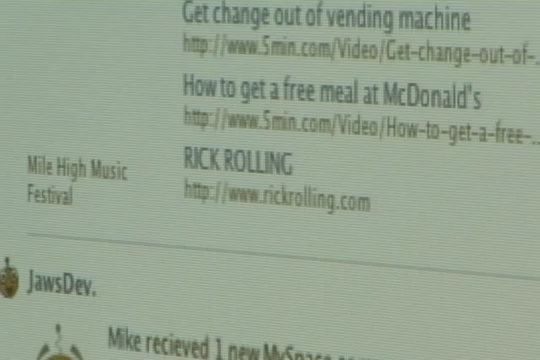 Get change out of vending machine
http://www.5min.com/Video/Get-change-out-of-...
How to get a free meal at McDonald's
http://www.5min.com/Video/How-to-get-a-free-...
Mile High Music
Festival
RICK ROLLING
http://www.rickrolling.com
JawsDev.
Mike recieved 1 new MySpace